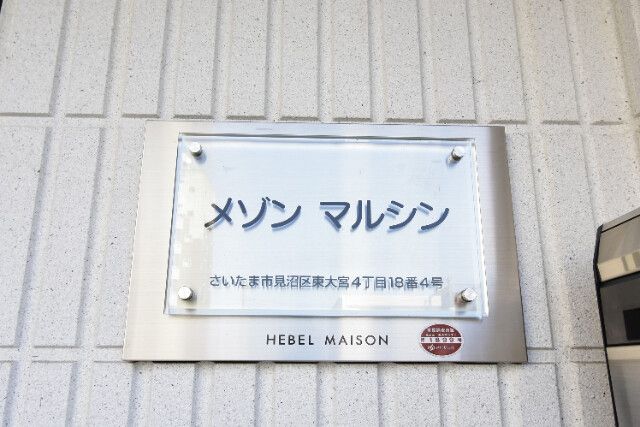 メゾン マルシン
さいたま市見沼区東大宮4丁目18番4号
HEBEL MAISON